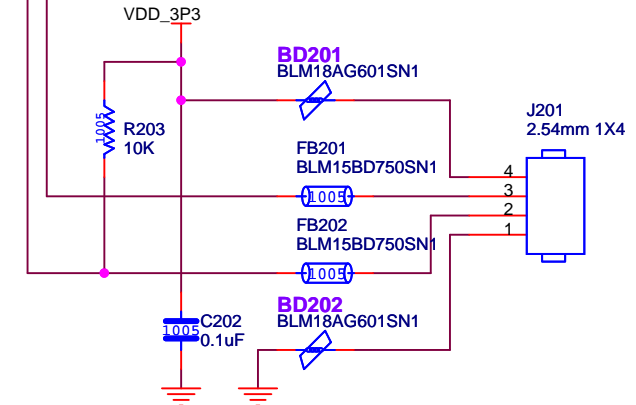 VDD_3P3
BD201
BLM18AG601SN1
J201
2.54mm 1X4
1005
R203
10K
FB201
BLM15BD750SN1
1005
4
3
2
1
FB202
BLM15BD750SN1
1005
BD202
BLM18AG601SN1
1005
C202
0.1uF